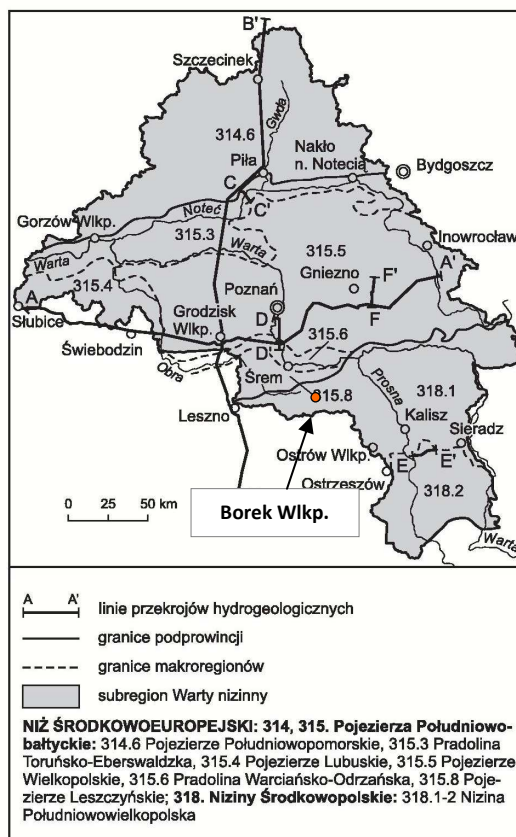 B'
Szczecinek
Gwda
314.6
Piła
Nakło
n. Notecią
Bydgoszcz
C
C'
Noteć
Gorzów Wlkp.
315.3
Warta
315.5
Inowrocław
Warta
315.4
Gniezno
F'
A'
Poznań
A
Słubice
Grodzisk
Wlkp.
D'
F
D
315.6
Świebodzin
Obra
Śrem
Prosna
318.1
315.8
Leszno
Kalisz
Sieradz
Ostrów Wlkp.
E
E'
Ostrzeszów
318.2
0 25 50 km
Borek Wlkp.
Warta
A A' linie przekrojów hydrogeologicznych
granice podprowincji
granice makroregionów
subregion Warty nizinny
NIŻ ŚRODKOWOEUROPEJSKI: 314, 315. Pojezierza Południowo-
bałtyckie: 314.6 Pojezierze Południowopomorskie, 315.3 Pradolina
Toruńsko-Eberswaldzka, 315.4 Pojezierze Lubuskie, 315.5 Pojezierze
Wielkopolskie, 315.6 Pradolina Warciańsko-Odrzańska, 315.8 Poje-
zierze Leszczyńskie; 318. Niziny Środkowopolskie: 318.1-2 Nizina
Południowowielkopolska